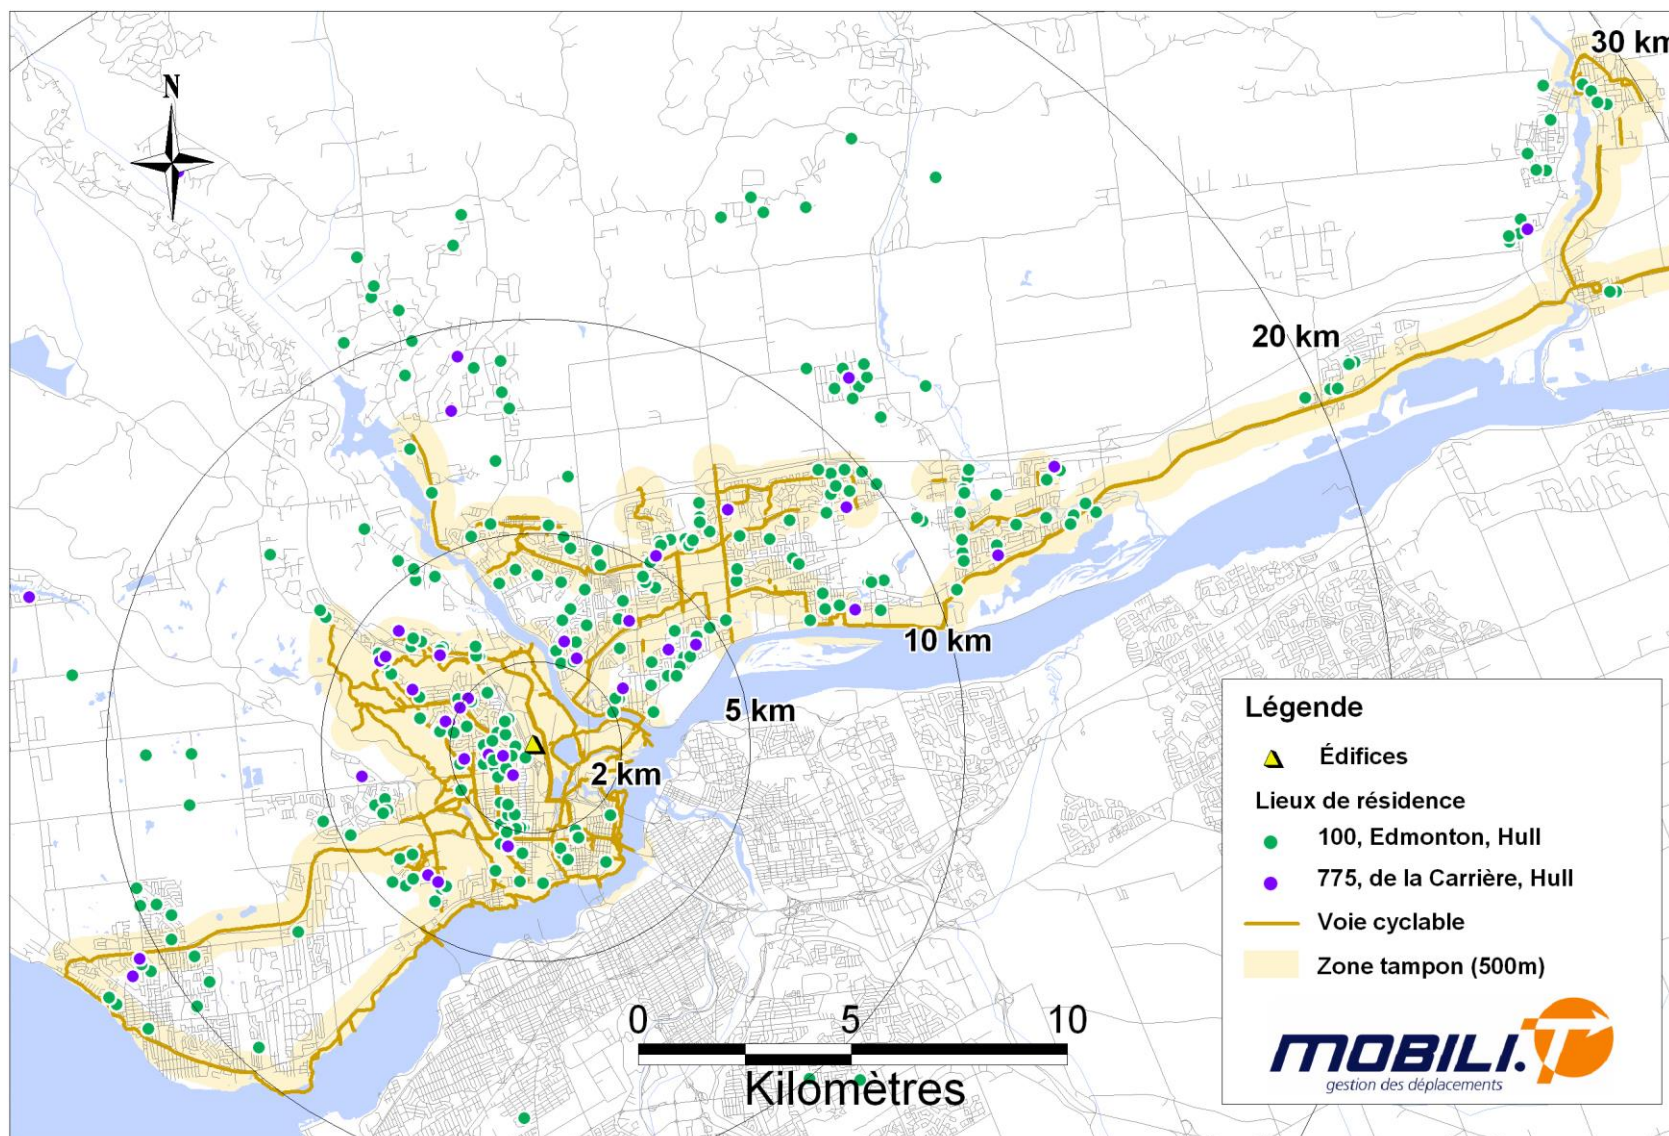 30 km
N
20 km
10 km
5 km
2 km
Légende
Édifices
Lieux de résidence
100, Edmonton, Hull
775, de la Carrière, Hull
Voie cyclable
Zone tampon (500m)
0 5 10
Kilomètres
MOBILI.T
gestion des déplacements